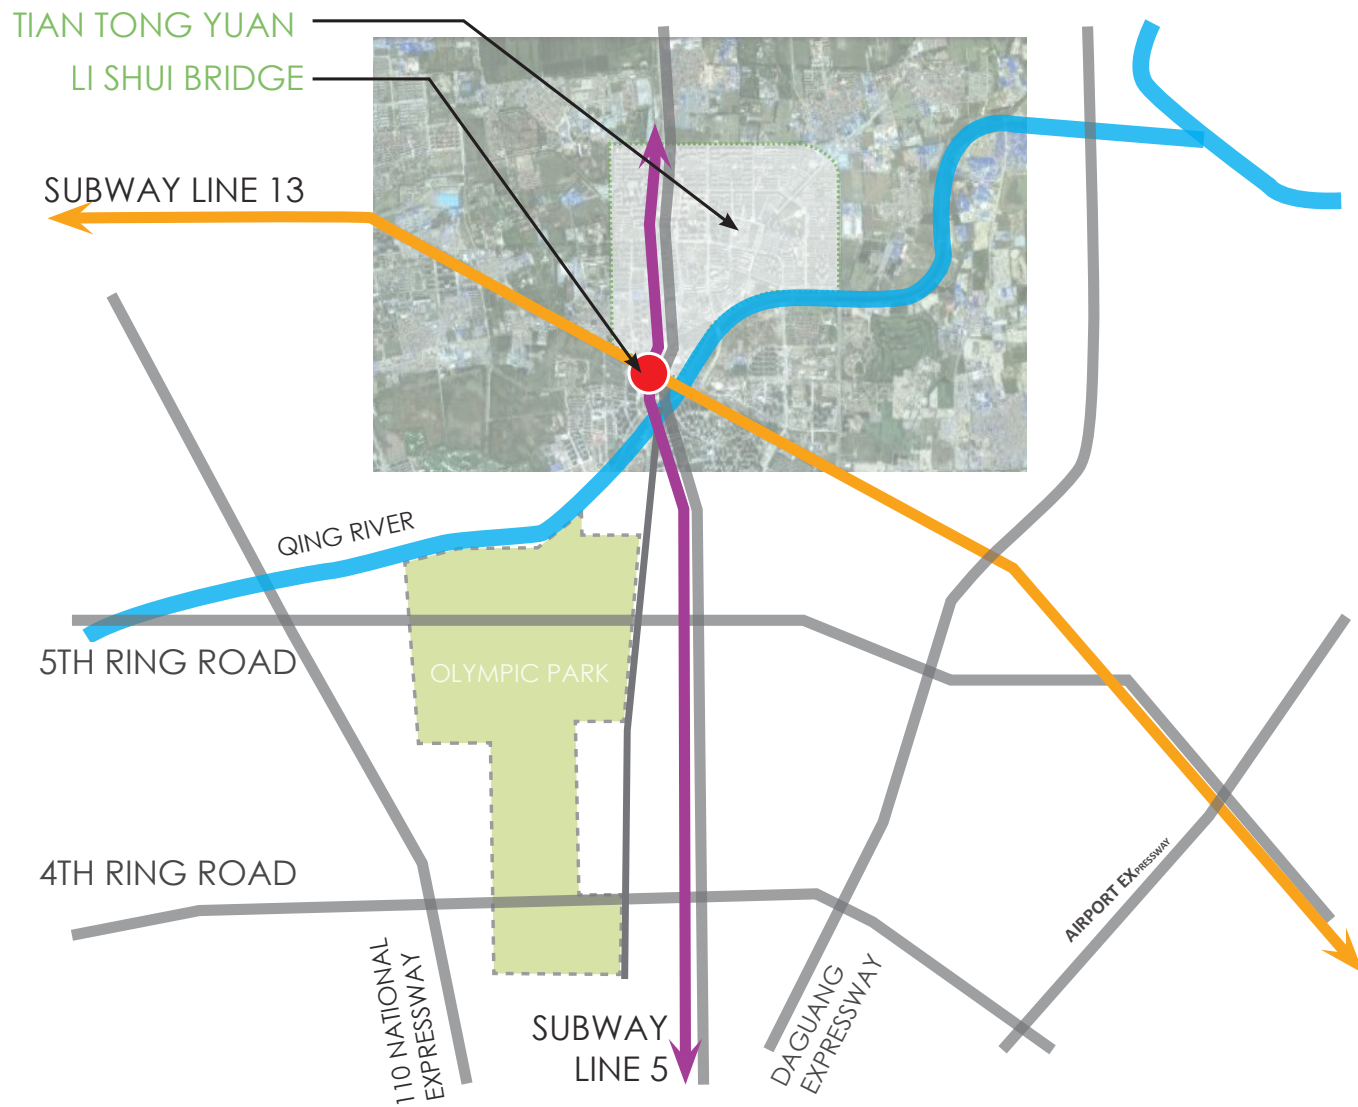 TIAN TONG YUAN
LI SHUI BRIDGE
SUBWAY LINE 13
QING RIVER
5TH RING ROAD
OLYMPIC PARK
4TH RING ROAD
AIRPORT EXPRESSWAY
110 NATIONAL
EXPRESSWAY
SUBWAY
LINE 5
DAGUANG
EXPRESSWAY